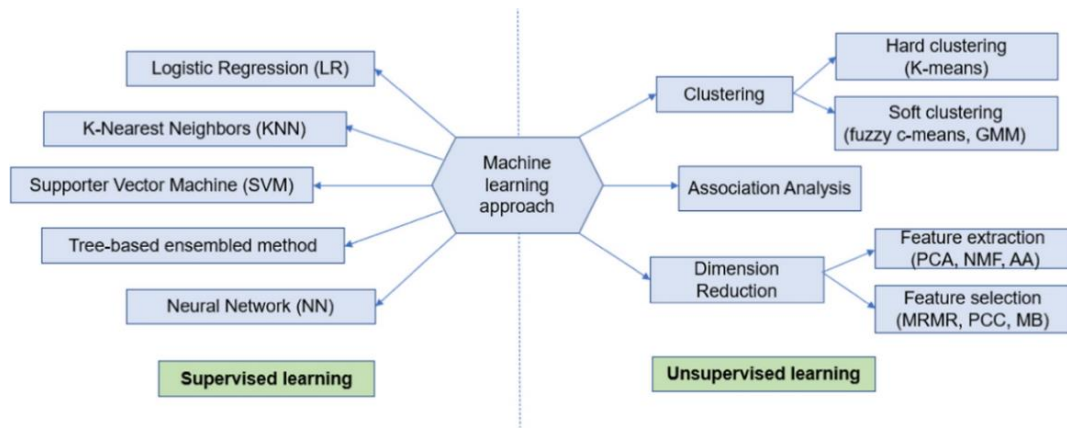 Logistic Regression (LR)
K-Nearest Neighbors (KNN)
Supporter Vector Machine (SVM)
Tree-based ensembled method
Neural Network (NN)
Supervised learning
Machine
learning
approach
Clustering
Hard clustering
(K-means)
Soft clustering
(fuzzy c-means, GMM)
Association Analysis
Dimension
Reduction
Feature extraction
(PCA, NMF, AA)
Feature selection
(MRMR, PCC, MB)
Unsupervised learning